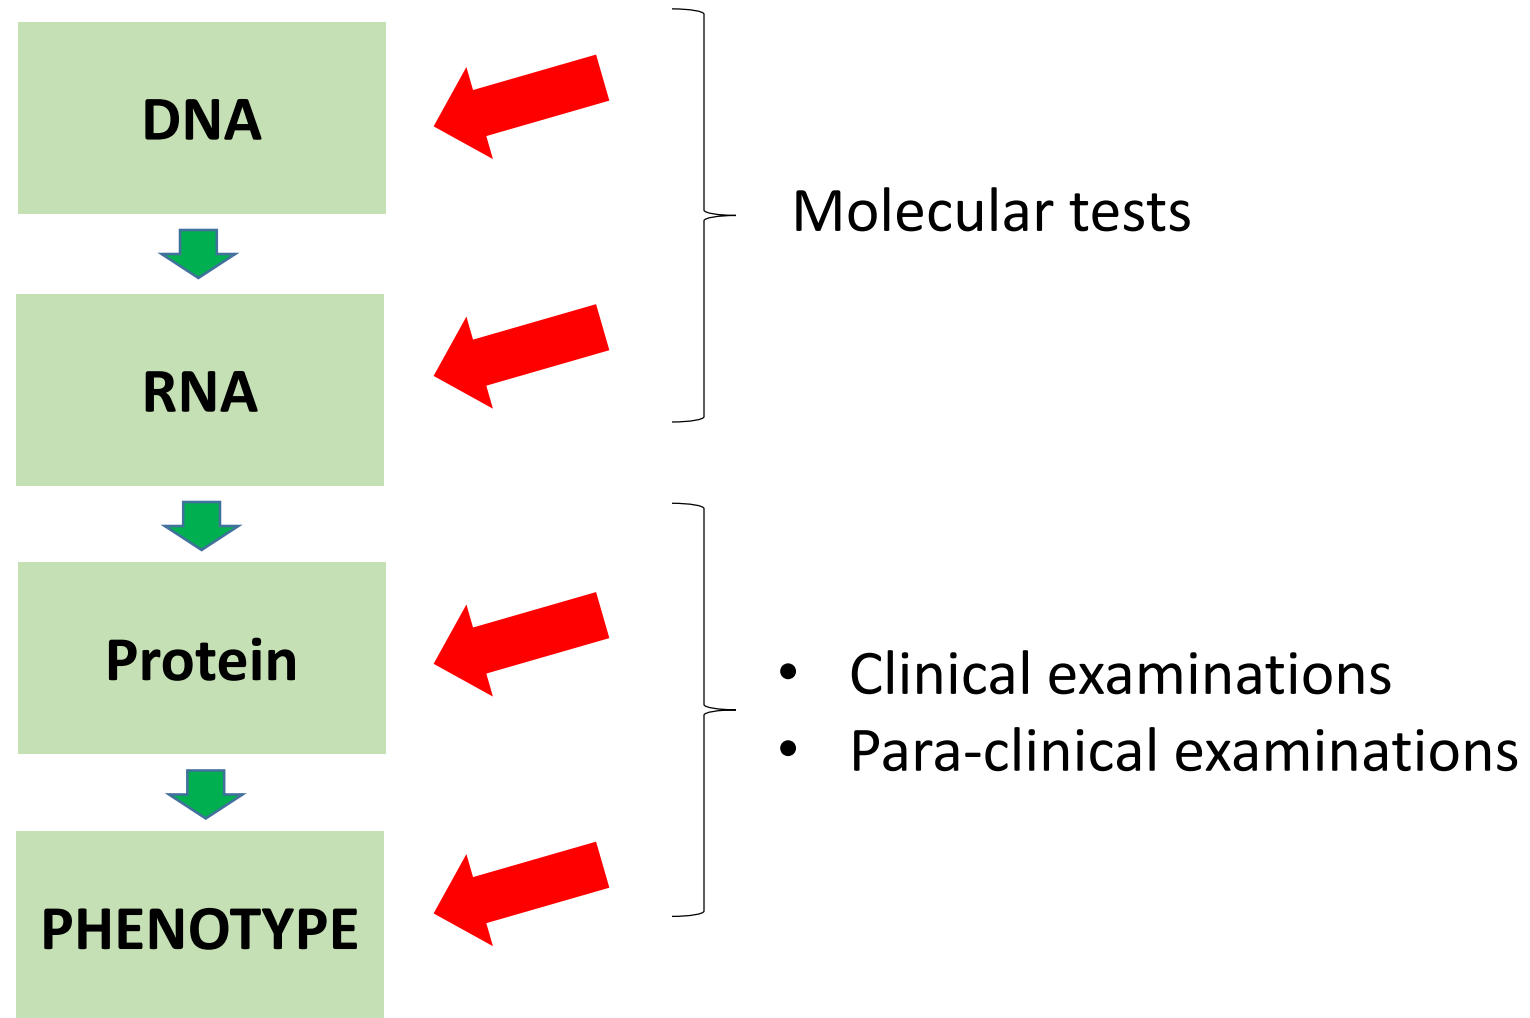 DNA
Molecular tests
RNA
Protein
• Clinical examinations
• Para-clinical examinations
PHENOTYPE